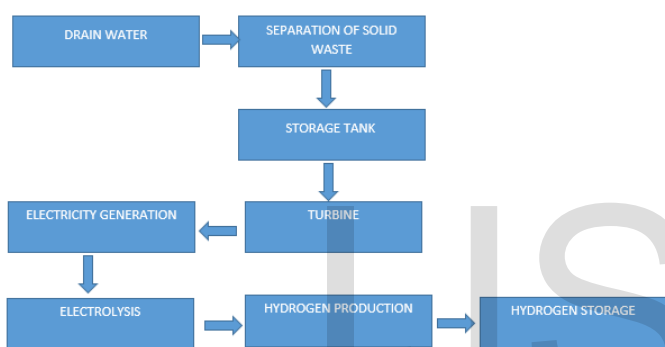 DRAIN WATER
SEPARATION OF SOLID
WASTE
STORAGE TANK
ELECTRICITY GENERATION
TURBINE
ELECTROLYSIS
HYDROGEN PRODUCTION
HYDROGEN STORAGE